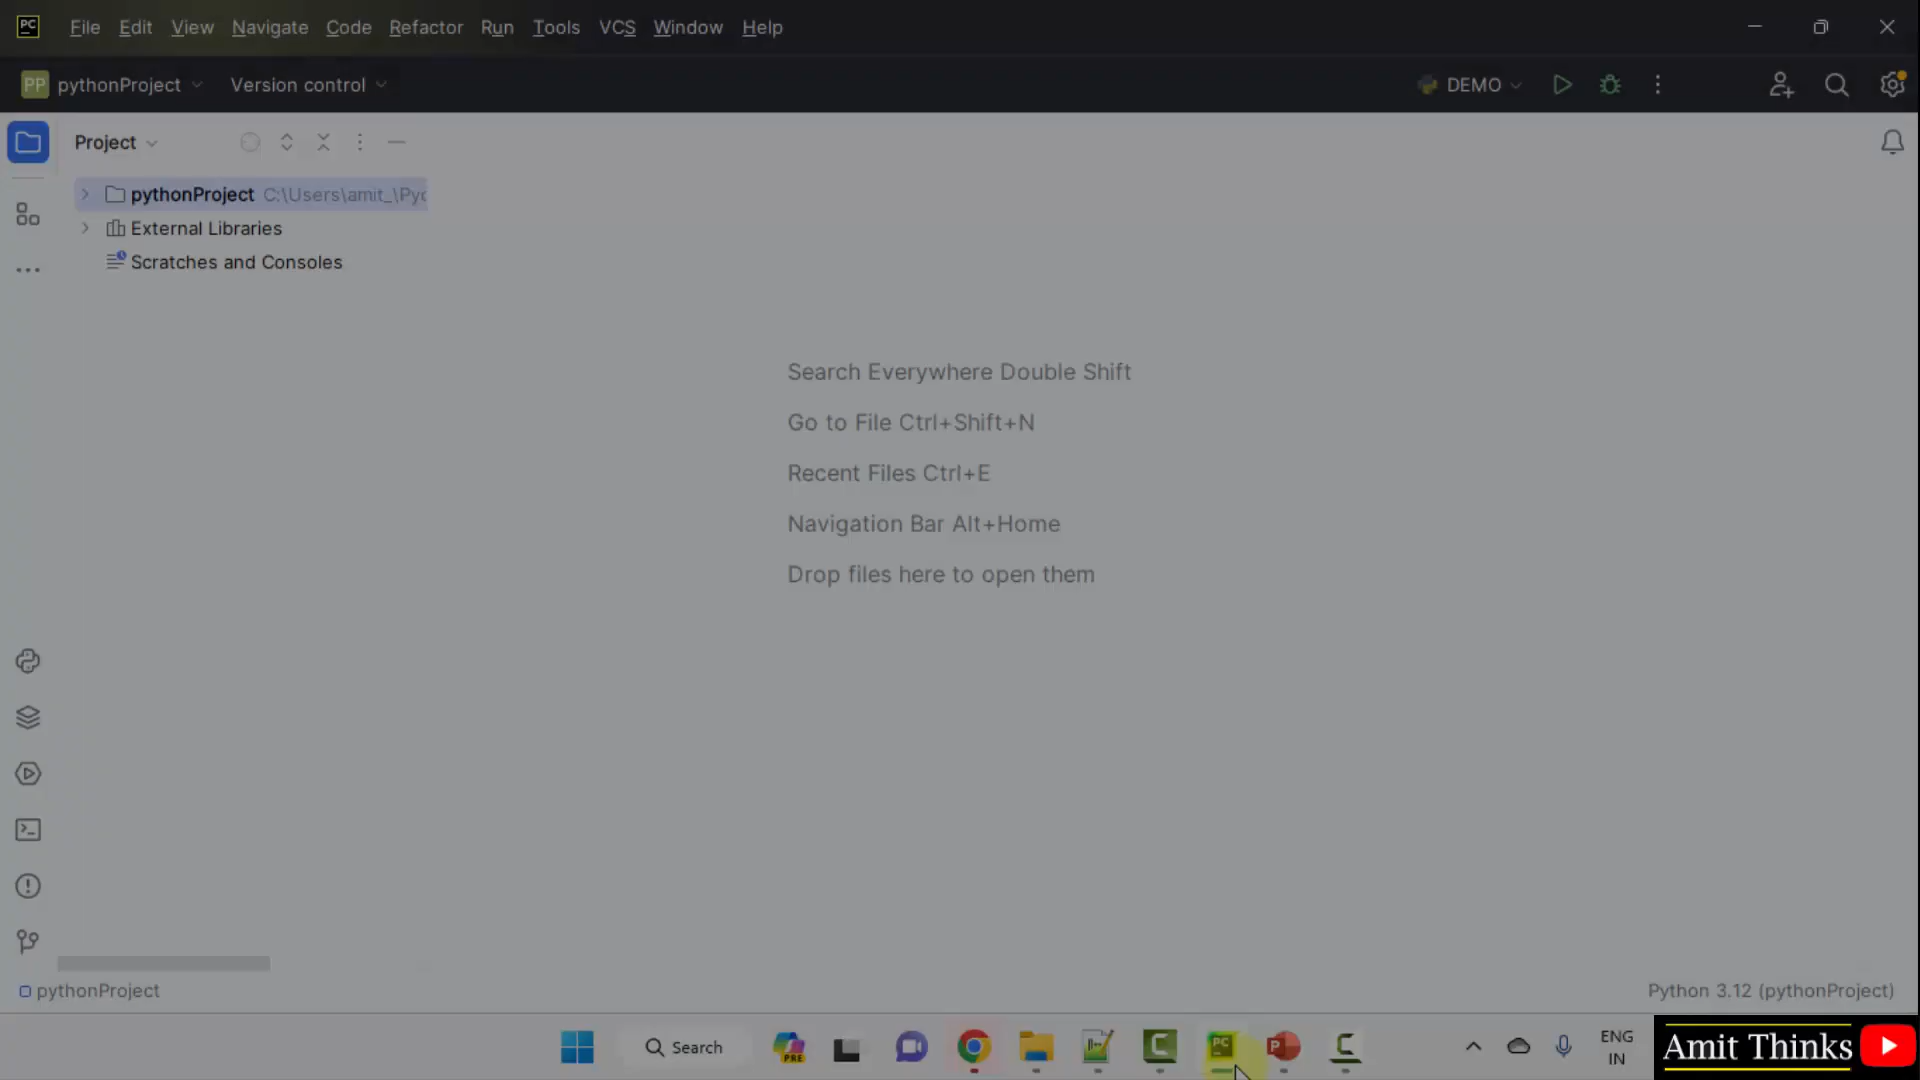 PC File Edit View Navigate Code Refactor Run Tools VCS Window Help
PP pythonProject Version control DEMO
Project
pythonProject C:\Users\amit_\Pyc
External Libraries
Scratches and Consoles
Search Everywhere Double Shift
Go to File Ctrl+Shift+N
Recent Files Ctrl+E
Navigation Bar Alt+Home
Drop files here to open them
pythonProject Python 3.12 (pythonProject)
Search PRE PC P ENG
IN
Amit Thinks